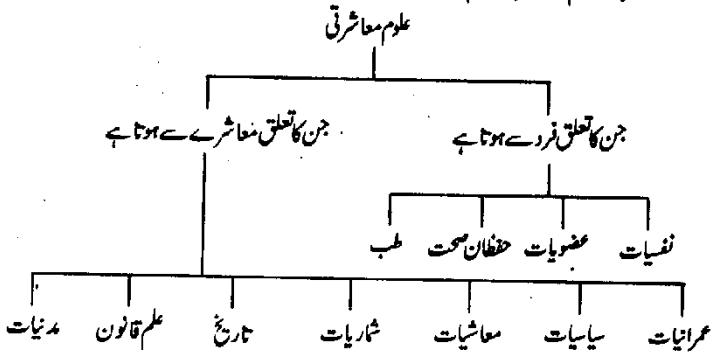 علوم معاشرتی
جن کا تعلق فرد سے ہوتا ہے جن کا تعلق معاشرے سے ہوتا ہے
نفسیات عضویات حفظان صحت طب
عمرانیات سیاسیات معاشیات شماریات تاریخ علم قانون مدنیات